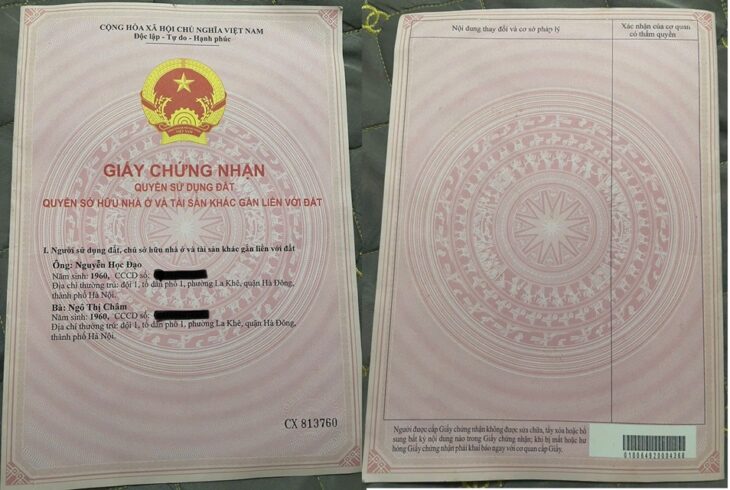 CỘNG HÒA XÃ HỘI CHỦ NGHĨA VIỆT NAM
Độc lập - Tự do - Hạnh phúc
GIẤY CHỨNG NHẬN
QUYỀN SỬ DỤNG ĐẤT
QUYỀN SỞ HỮU NHÀ Ở VÀ TÀI SẢN KHÁC GẮN LIỀN VỚI ĐẤT
I. Người sử dụng đất, chủ sở hữu nhà ở và tài sản khác gắn liền với đất
Ông: Nguyễn Học Đạo
Năm sinh: 1960, CCCD số:
Địa chỉ thường trú: đội 1, tổ dân phố 1, phường La Khê, quận Hà Đông,
thành phố Hà Nội.
Bà: Ngô Thị Châm
Năm sinh: 1960, CCCD số:
Địa chỉ thường trú: đội 1, tổ dân phố 1, phường La Khê, quận Hà Đông,
thành phố Hà Nội.
CX 813760
Nội dung thay đổi và cơ sở pháp lý
Xác nhận của cơ quan
có thẩm quyền
Người được cấp Giấy chứng nhận không được sửa chữa, tẩy xóa hoặc bổ
sung bất kỳ nội dung nào trong Giấy chứng nhận; khi bị mất hoặc hư
hỏng Giấy chứng nhận phải khai báo ngay với cơ quan cấp Giấy.